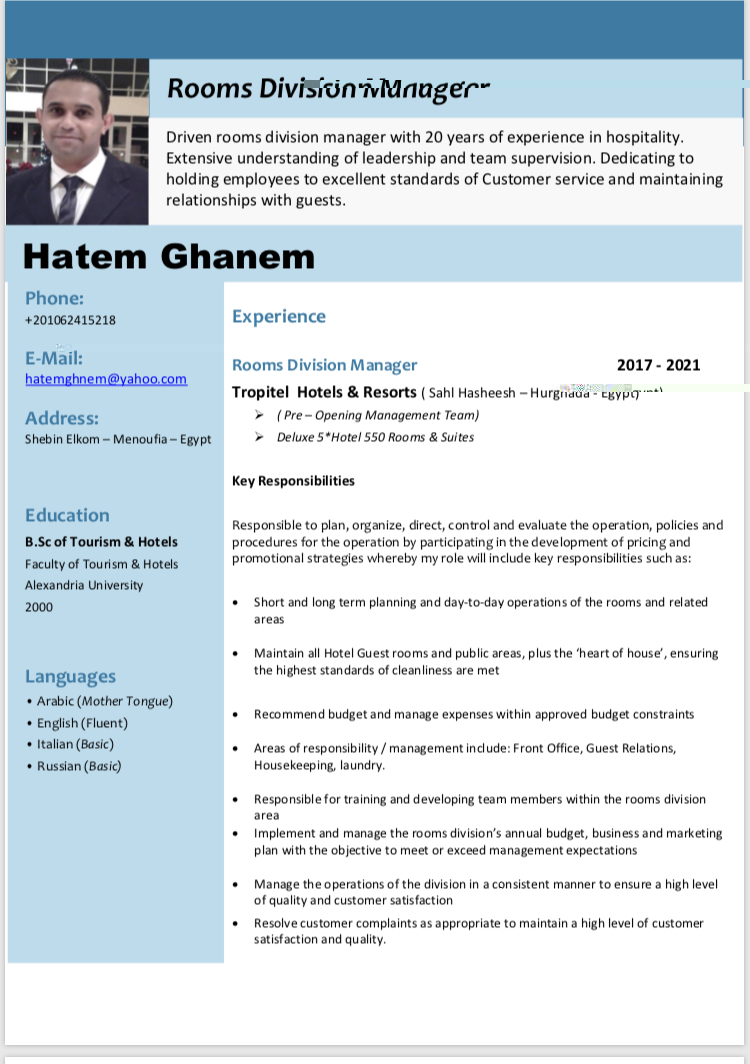 Rooms Division Manager
Driven rooms division manager with 20 years of experience in hospitality.
Extensive understanding of leadership and team supervision. Dedicating to
holding employees to excellent standards of Customer service and maintaining
relationships with guests.
Hatem Ghanem
Phone:
+201062415218
E-Mail:
hatemghnem@yahoo.com
Address:
Shebin Elkom – Menoufia – Egypt
Education
B.Sc of Tourism & Hotels
Faculty of Tourism & Hotels
Alexandria University
2000
Languages
• Arabic (Mother Tongue)
• English (Fluent)
• Italian (Basic)
• Russian (Basic)
Experience
Rooms Division Manager 2017 - 2021
Tropitel Hotels & Resorts ( Sahl Hasheesh – Hurghada - Egypt)
➢ ( Pre – Opening Management Team)
➢ Deluxe 5*Hotel 550 Rooms & Suites
Key Responsibilities
Responsible to plan, organize, direct, control and evaluate the operation, policies and
procedures for the operation by participating in the development of pricing and
promotional strategies whereby my role will include key responsibilities such as:
• Short and long term planning and day-to-day operations of the rooms and related
areas
• Maintain all Hotel Guest rooms and public areas, plus the ‘heart of house’, ensuring
the highest standards of cleanliness are met
• Recommend budget and manage expenses within approved budget constraints
• Areas of responsibility / management include: Front Office, Guest Relations,
Housekeeping, laundry.
• Responsible for training and developing team members within the rooms division
area
• Implement and manage the rooms division’s annual budget, business and marketing
plan with the objective to meet or exceed management expectations
• Manage the operations of the division in a consistent manner to ensure a high level
of quality and customer satisfaction
• Resolve customer complaints as appropriate to maintain a high level of customer
satisfaction and quality.